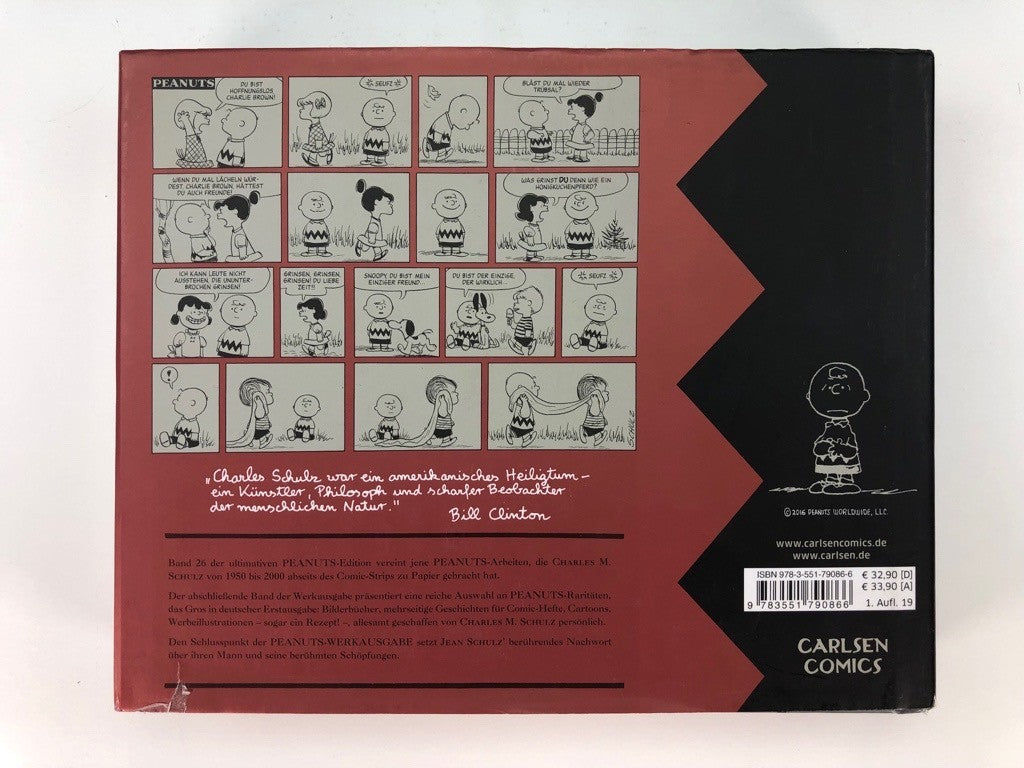 PEANUTS
DU BIST
HOFFNUNGSLOS,
CHARLIE BROWN!
SEUFZ
BLÄST DU MAL WIEDER
TRÜBSAL?
WENN DU MAL LÄCHELN WÜR-
DEST, CHARLIE BROWN, HÄTTEST
DU AUCH FREUNDE!
WAS GRINST DU DENN WIE EIN
HONIGKUCHENPFERD?
ICH KANN LEUTE NICHT
AUSSTEHEN, DIE UNUNTER-
BROCHEN GRINSEN!
GRINSEN, GRINSEN,
GRINSEN! DU LIEBE
ZEIT!!
SNOOPY, DU BIST MEIN
EINZIGER FREUND...
DU BIST DER EINZIGE,
DER WIRKLICH...
SEUFZ
!
SCHULZ
„Charles Schulz war ein amerikanisches Heiligtum –
ein Künstler, Philosoph und scharfer Beobachter
der menschlichen Natur."
Bill Clinton
Band 26 der ultimativen PEANUTS-Edition vereint jene PEANUTS-Arbeiten, die CHARLES M.
SCHULZ von 1950 bis 2000 abseits des Comic-Strips zu Papier gebracht hat.
Der abschließende Band der Werkausgabe präsentiert eine reiche Auswahl an PEANUTS-Raritäten,
das Gros in deutscher Erstausgabe: Bilderbücher, mehrseitige Geschichten für Comic-Hefte, Cartoons,
Werbeillustrationen – sogar ein Rezept! –, allesamt geschaffen von CHARLES M. SCHULZ persönlich.
Den Schlusspunkt der PEANUTS-WERKAUSGABE setzt JEAN SCHULZ' berührendes Nachwort
über ihren Mann und seine berühmten Schöpfungen.
© 2016 PEANUTS WORLDWIDE, LLC
www.carlsencomics.de
www.carlsen.de
ISBN 978-3-551-79086-6
€ 32,90 [D]
€ 33,90 [A]
9 783551 790866
1. Aufl. 19
CARLSEN
COMICS